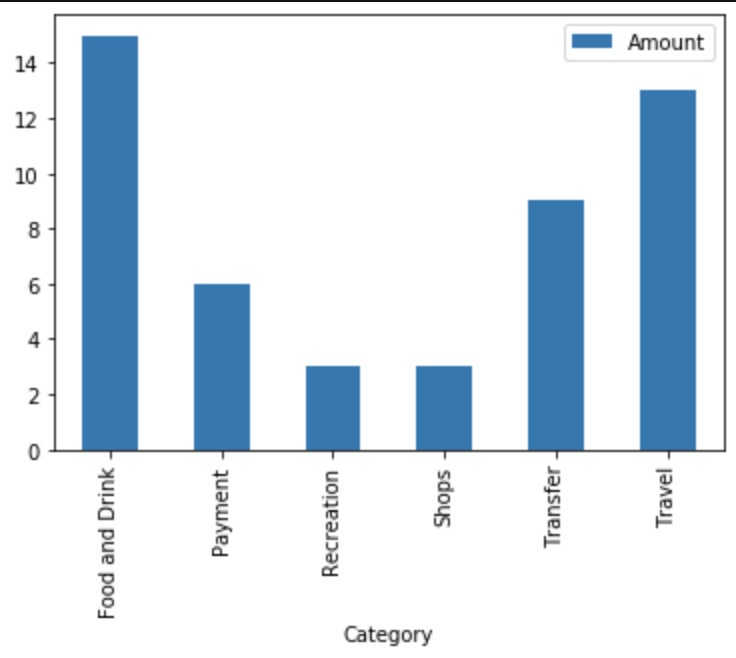 Amount
14
12
10
8
6
4
2
0
Food and Drink
Payment
Recreation
Shops
Transfer
Travel
Category